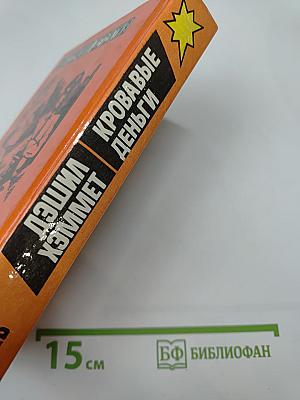 ДЭШИЛ
ХЭММЕТ
КРОВАВЫЕ
ДЕНЬГИ
15 см
БФ БИБЛИОФАН